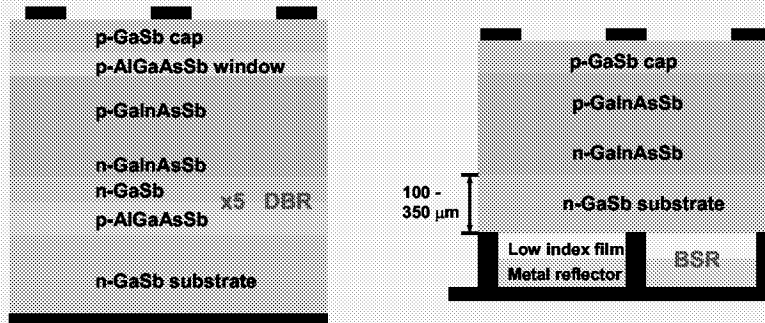 p-GaSb cap
p-AlGaAsSb window
p-GaInAsSb
n-GaInAsSb
n-GaSb
x5 DBR
p-AlGaAsSb
n-GaSb substrate
p-GaSb cap
p-GaInAsSb
n-GaInAsSb
100 -
350 μm
n-GaSb substrate
Low index film
Metal reflector
BSR